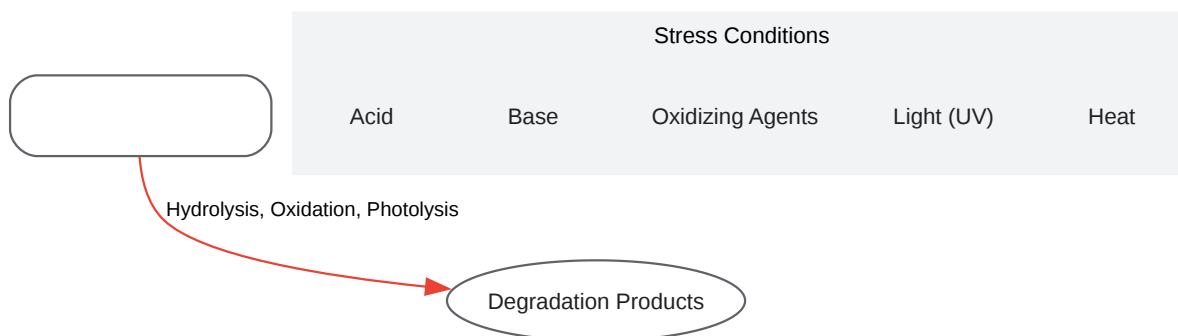 Stress Conditions
Acid Base Oxidizing Agents Light (UV) Heat
Hydrolysis, Oxidation, Photolysis
Degradation Products